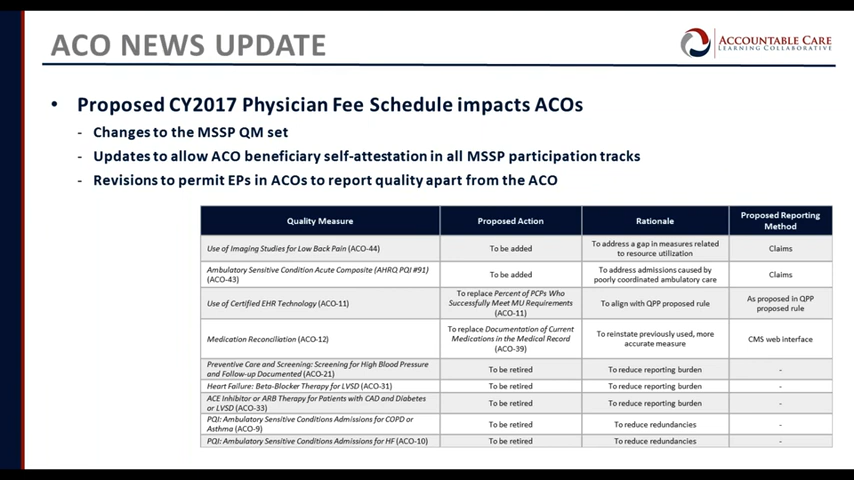 ACO NEWS UPDATE
ACCOUNTABLE CARE
LEARNING COLLABORATIVE
• Proposed CY2017 Physician Fee Schedule impacts ACOs
- Changes to the MSSP QM set
- Updates to allow ACO beneficiary self-attestation in all MSSP participation tracks
- Revisions to permit EPs in ACOs to report quality apart from the ACO
Quality Measure
Proposed Action
Rationale
Proposed Reporting
Method
Use of Imaging Studies for Low Back Pain (ACO-44)
To be added
To address a gap in measures related
to resource utilization
Claims
Ambulatory Sensitive Condition Acute Composite (AHRQ PQI #91)
(ACO-43)
To be added
To address admissions caused by
poorly coordinated ambulatory care
Claims
Use of Certified EHR Technology (ACO-11)
To replace Percent of PCPs Who
Successfully Meet MU Requirements
(ACO-11)
To align with QPP proposed rule
As proposed in QPP
proposed rule
Medication Reconciliation (ACO-12)
To replace Documentation of Current
Medications in the Medical Record
(ACO-39)
To reinstate previously used, more
accurate measure
CMS web interface
Preventive Care and Screening: Screening for High Blood Pressure
and Follow-up Documented (ACO-21)
To be retired
To reduce reporting burden
-
Heart Failure: Beta-Blocker Therapy for LVSD (ACO-31)
To be retired
To reduce reporting burden
-
ACE Inhibitor or ARB Therapy for Patients with CAD and Diabetes
or LVSD (ACO-33)
To be retired
To reduce reporting burden
-
PQI: Ambulatory Sensitive Conditions Admissions for COPD or
Asthma (ACO-9)
To be retired
To reduce redundancies
-
PQI: Ambulatory Sensitive Conditions Admissions for HF (ACO-10)
To be retired
To reduce redundancies
-